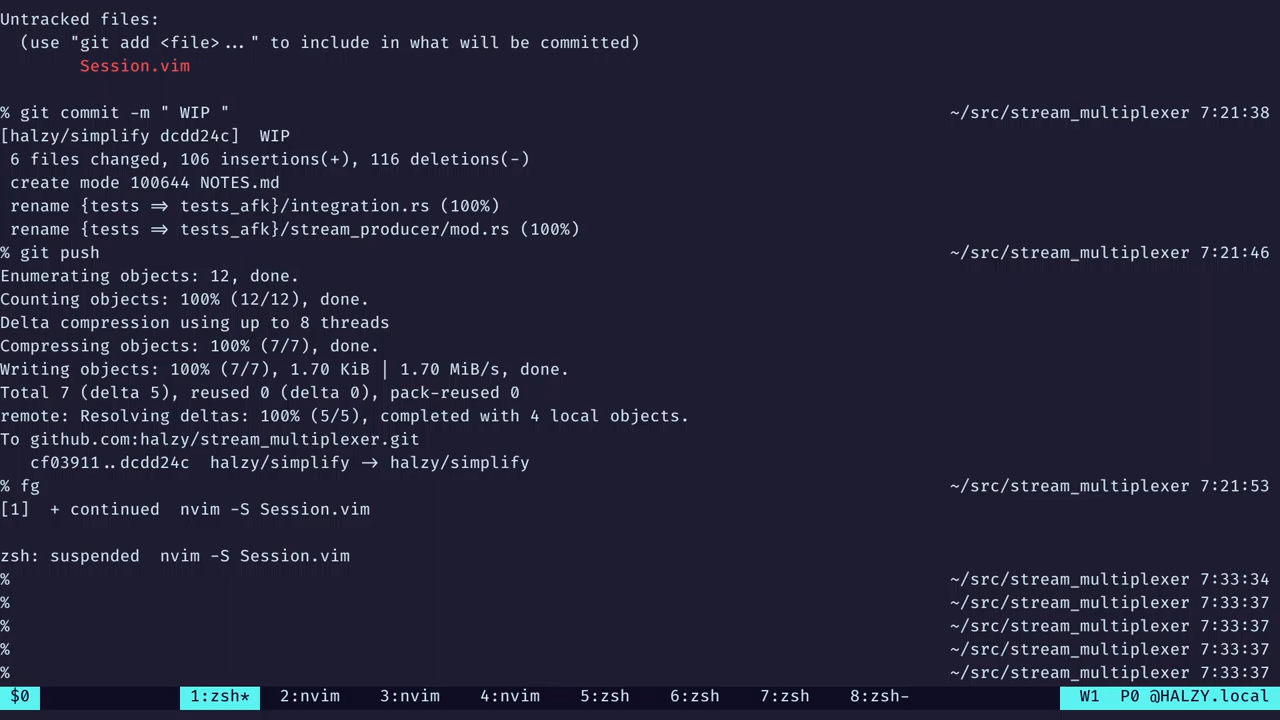 Untracked files:
(use "git add <file>..." to include in what will be committed)
Session.vim
% git commit -m " WIP " ~/src/stream_multiplexer 7:21:38
[halzy/simplify dcdd24c] WIP
6 files changed, 106 insertions(+), 116 deletions(-)
create mode 100644 NOTES.md
rename {tests => tests_afk}/integration.rs (100%)
rename {tests => tests_afk}/stream_producer/mod.rs (100%)
% git push ~/src/stream_multiplexer 7:21:46
Enumerating objects: 12, done.
Counting objects: 100% (12/12), done.
Delta compression using up to 8 threads
Compressing objects: 100% (7/7), done.
Writing objects: 100% (7/7), 1.70 KiB | 1.70 MiB/s, done.
Total 7 (delta 5), reused 0 (delta 0), pack-reused 0
remote: Resolving deltas: 100% (5/5), completed with 4 local objects.
To github.com:halzy/stream_multiplexer.git
cf03911..dcdd24c halzy/simplify -> halzy/simplify
% fg ~/src/stream_multiplexer 7:21:53
[1] + continued nvim -S Session.vim
zsh: suspended nvim -S Session.vim
% ~/src/stream_multiplexer 7:33:34
% ~/src/stream_multiplexer 7:33:37
% ~/src/stream_multiplexer 7:33:37
% ~/src/stream_multiplexer 7:33:37
% ~/src/stream_multiplexer 7:33:37
$0 1:zsh* 2:nvim 3:nvim 4:nvim 5:zsh 6:zsh 7:zsh 8:zsh- W1 P0 @HALZY.local